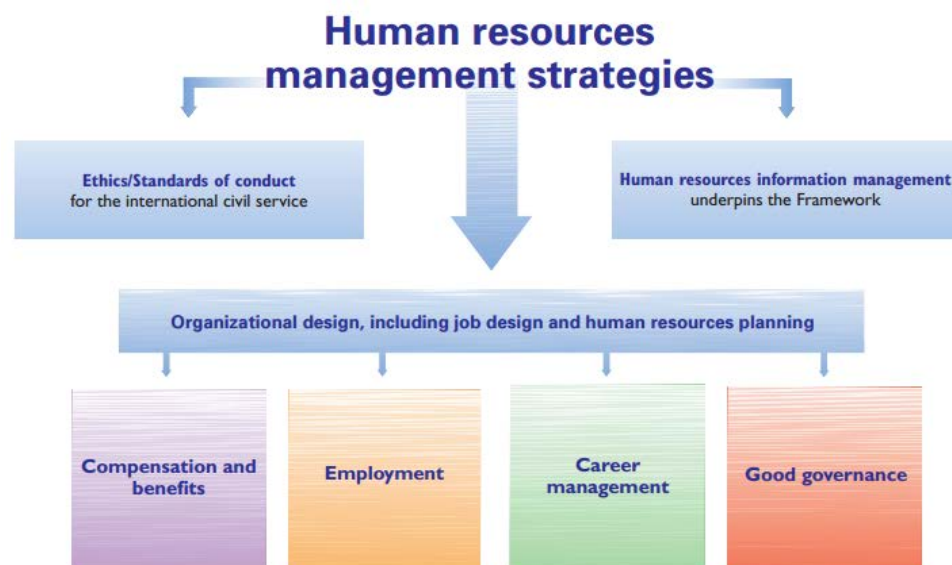 Human resources
management strategies
Ethics/Standards of conduct
for the international civil service
Human resources information management
underpins the Framework
Organizational design, including job design and human resources planning
Compensation and
benefits
Employment
Career
management
Good governance